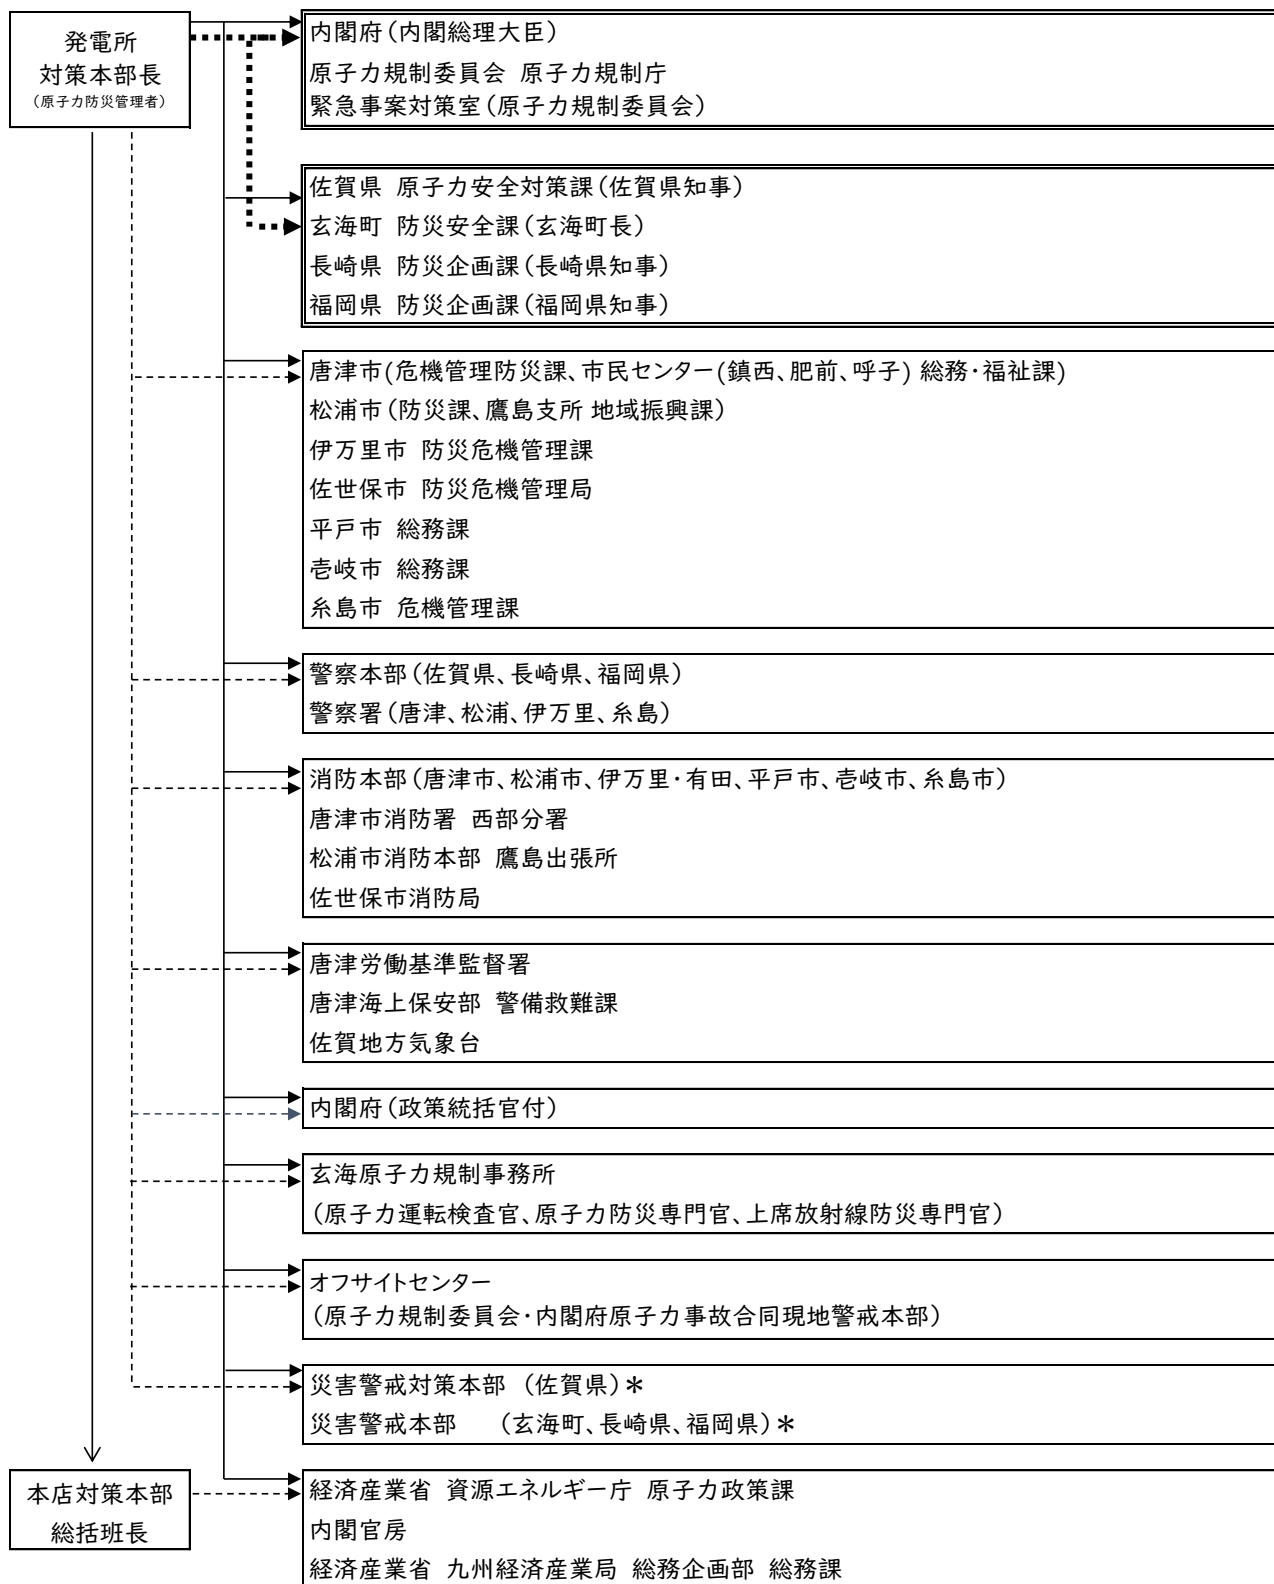 発電所
対策本部長
（原子力防災管理者）
内閣府（内閣総理大臣）
原子力規制委員会 原子力規制庁
緊急事案対策室（原子力規制委員会）
佐賀県 原子力安全対策課（佐賀県知事）
玄海町 防災安全課（玄海町長）
長崎県 防災企画課（長崎県知事）
福岡県 防災企画課（福岡県知事）
唐津市(危機管理防災課、市民センター(鎮西、肥前、呼子) 総務・福祉課)
松浦市（防災課、鷹島支所 地域振興課）
伊万里市 防災危機管理課
佐世保市 防災危機管理局
平戸市 総務課
壱岐市 総務課
糸島市 危機管理課
警察本部（佐賀県、長崎県、福岡県）
警察署（唐津、松浦、伊万里、糸島）
消防本部（唐津市、松浦市、伊万里・有田、平戸市、壱岐市、糸島市）
唐津市消防署 西部分署
松浦市消防本部 鷹島出張所
佐世保市消防局
唐津労働基準監督署
唐津海上保安部 警備救難課
佐賀地方気象台
内閣府（政策統括官付）
玄海原子力規制事務所
（原子力運転検査官、原子力防災専門官、上席放射線防災専門官）
オフサイトセンター
（原子力規制委員会・内閣府原子力事故合同現地警戒本部）
災害警戒対策本部 （佐賀県）＊
災害警戒本部 （玄海町、長崎県、福岡県）＊
本店対策本部
総括班長
経済産業省 資源エネルギー庁 原子力政策課
内閣官房
経済産業省 九州経済産業局 総務企画部 総務課